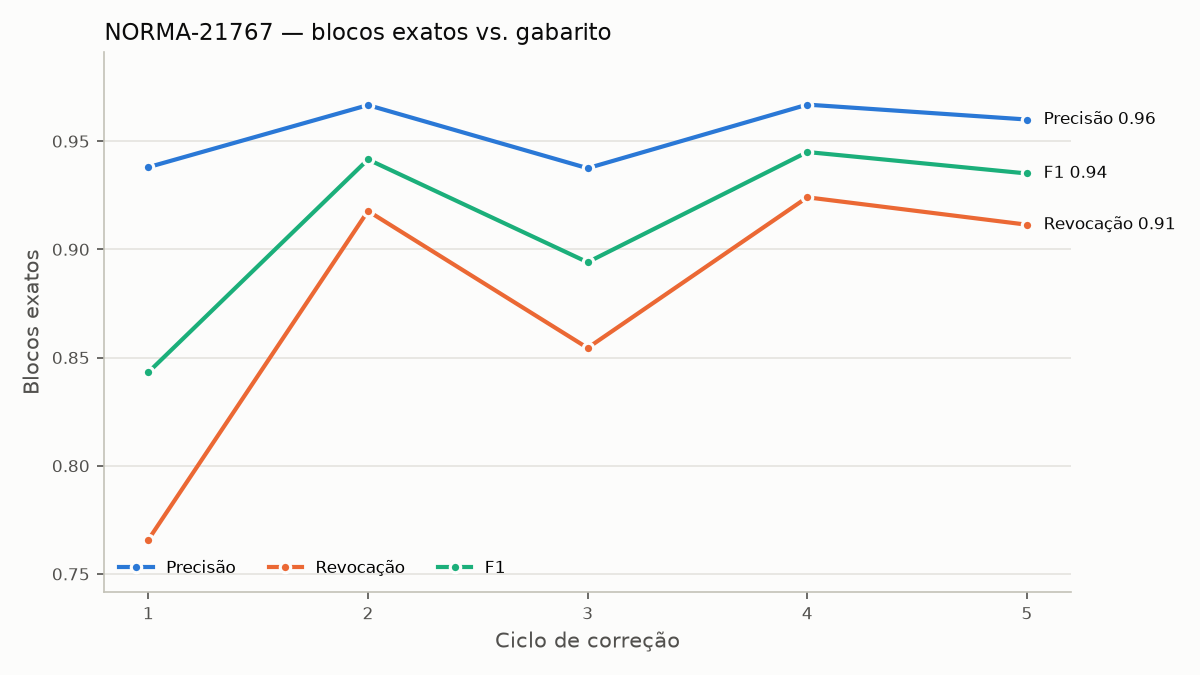 NORMA-21767 — blocos exatos vs. gabarito
Blocos exatos
0.95
0.90
0.85
0.80
0.75
Precisão 0.96
F1 0.94
Revocação 0.91
Precisão Revocação F1
1 2 3 4 5
Ciclo de correção